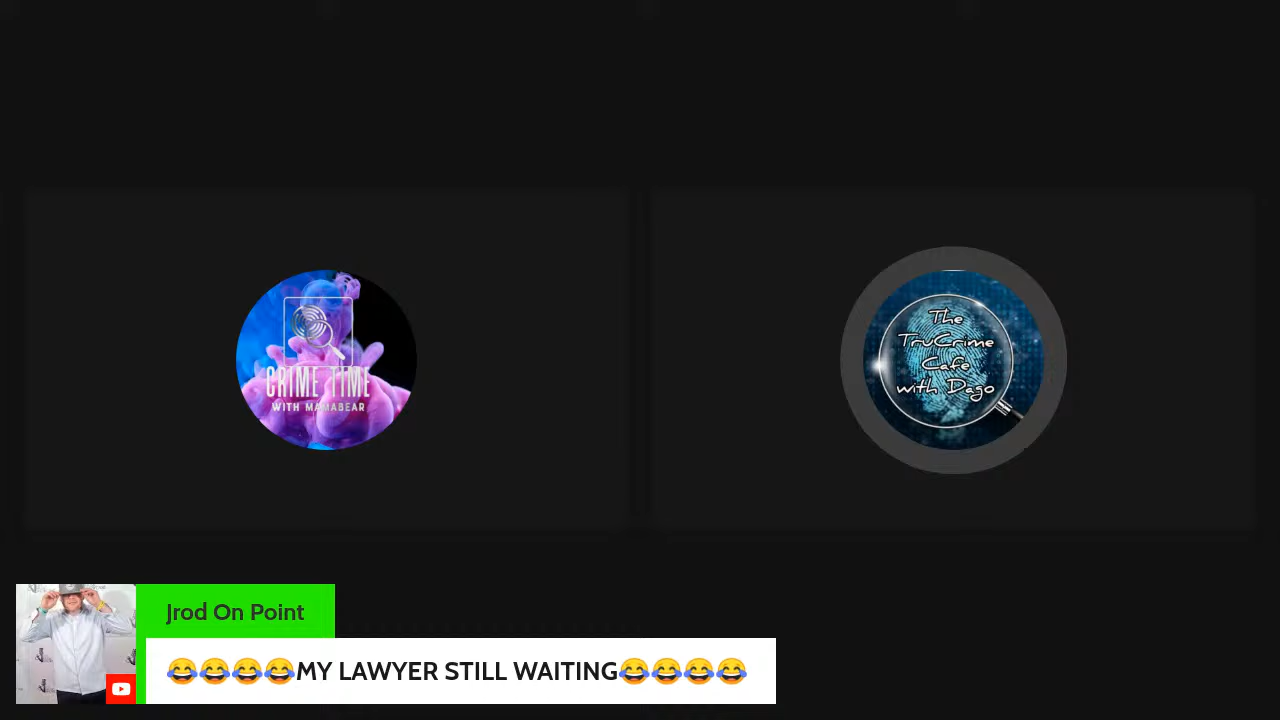 CRIME TIME
WITH MAMABEAR
The
TruCrime
Cafe
with Dago
Jrod On Point
😂😂😂😂MY LAWYER STILL WAITING😂😂😂😂